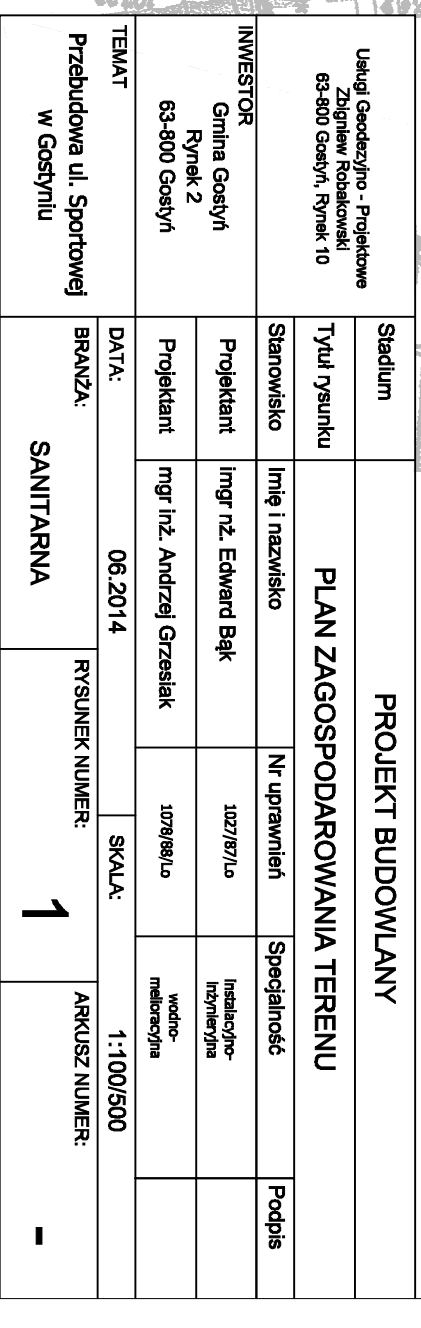 Usługi Geodezyjno - Projektowe
Zbigniew Robakowski
63-800 Gostyń, Rynek 10
Stadium
PROJEKT BUDOWLANY
Tytuł rysunku
PLAN ZAGOSPODAROWANIA TERENU
INWESTOR
Gmina Gostyń
Rynek 2
63-800 Gostyń
Stanowisko
Imię i nazwisko
Nr uprawnień
Specjalność
Podpis
Projektant
imgr nż. Edward Bąk
1027/87/Lo
Instalacyjno-
Inżynieryjna
Projektant
mgr inż. Andrzej Grzesiak
1078/88/Lo
wodno-
melioracyjna
TEMAT
Przebudowa ul. Sportowej
w Gostyniu
DATA:
06.2014
SKALA:
1:100/500
BRANŻA:
SANITARNA
RYSUNEK NUMER:
1
ARKUSZ NUMER:
-